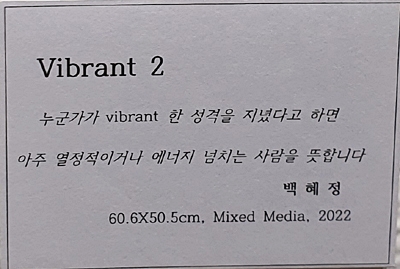 Vibrant 2
누군가가 vibrant 한 성격을 지녔다고 하면
아주 열정적이거나 에너지 넘치는 사람을 뜻합니다
백혜정
60.6X50.5cm, Mixed Media, 2022